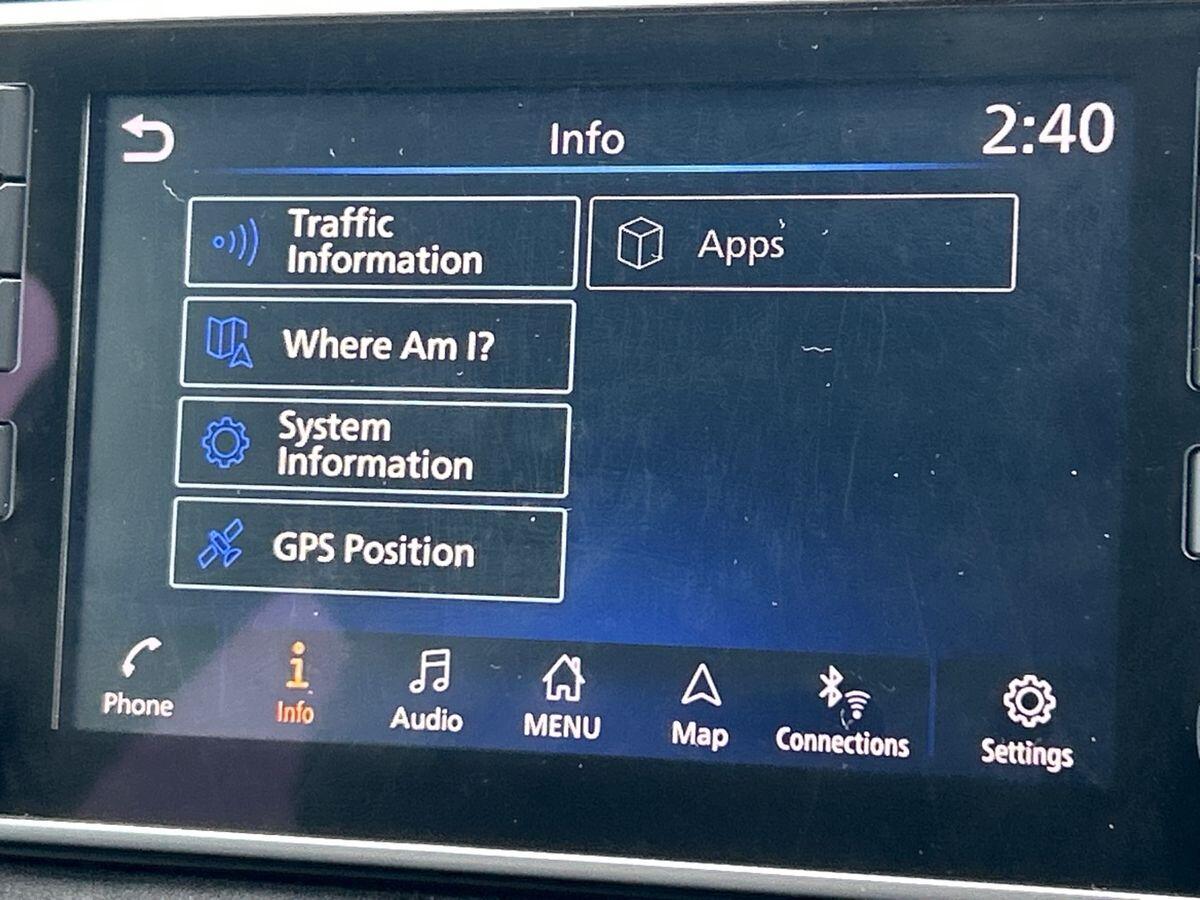 Info
2:40
Traffic
Information
Apps
Where Am I?
System
Information
GPS Position
Phone
Info
Audio
MENU
Map
Connections
Settings